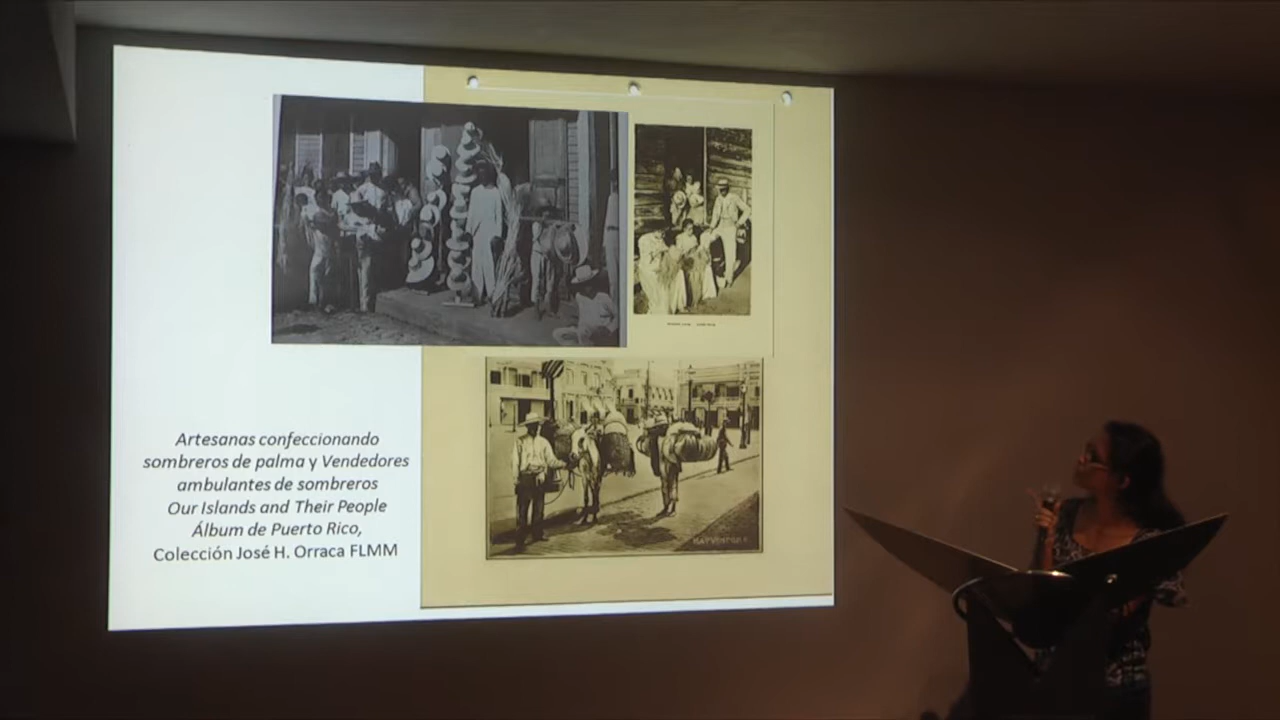 Artesanas confeccionando
sombreros de palma y Vendedores
ambulantes de sombreros
Our Islands and Their People
Álbum de Puerto Rico,
Colección José H. Orraca FLMM